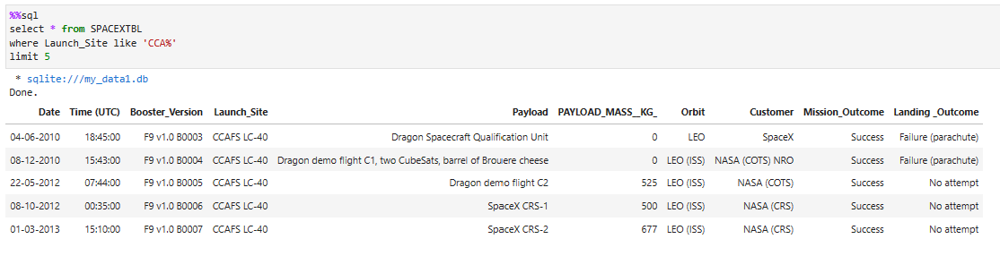 %%sql
select * from SPACEXTBL
where Launch_Site like 'CCA%'
limit 5
* sqlite:///my_data1.db
Done.
Date Time (UTC) Booster_Version Launch_Site Payload PAYLOAD_MASS__KG_ Orbit Customer Mission_Outcome Landing _Outcome
04-06-2010 18:45:00 F9 v1.0 B0003 CCAFS LC-40 Dragon Spacecraft Qualification Unit 0 LEO SpaceX Success Failure (parachute)
08-12-2010 15:43:00 F9 v1.0 B0004 CCAFS LC-40 Dragon demo flight C1, two CubeSats, barrel of Brouere cheese 0 LEO (ISS) NASA (COTS) NRO Success Failure (parachute)
22-05-2012 07:44:00 F9 v1.0 B0005 CCAFS LC-40 Dragon demo flight C2 525 LEO (ISS) NASA (COTS) Success No attempt
08-10-2012 00:35:00 F9 v1.0 B0006 CCAFS LC-40 SpaceX CRS-1 500 LEO (ISS) NASA (CRS) Success No attempt
01-03-2013 15:10:00 F9 v1.0 B0007 CCAFS LC-40 SpaceX CRS-2 677 LEO (ISS) NASA (CRS) Success No attempt